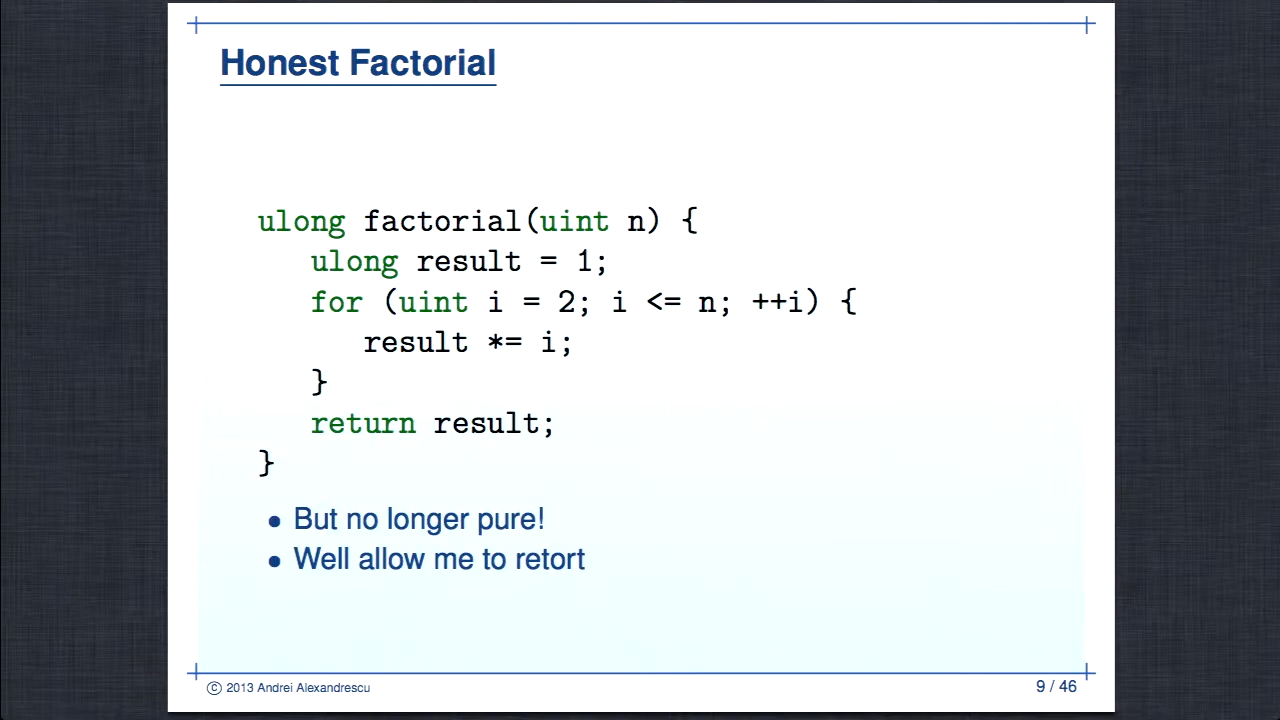 Honest Factorial
ulong factorial(uint n) {
ulong result = 1;
for (uint i = 2; i <= n; ++i) {
result *= i;
}
return result;
}
• But no longer pure!
• Well allow me to retort
© 2013 Andrei Alexandrescu
9 / 46